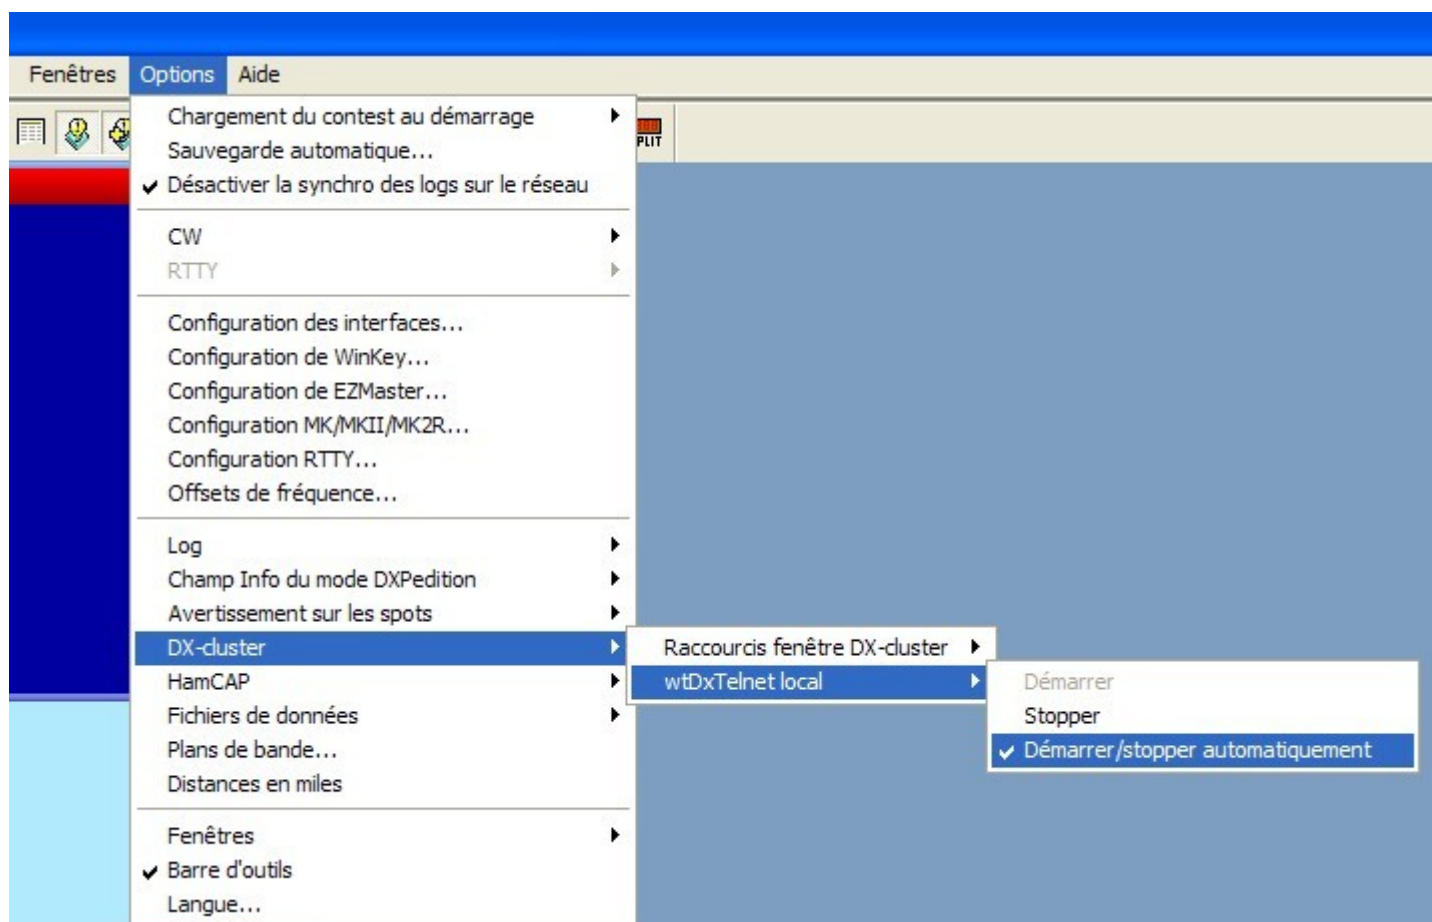 Fenêtres Options Aide
Chargement du contest au démarrage
PLIT
Sauvegarde automatique...
Désactiver la synchro des logs sur le réseau
CW
RTTY
Configuration des interfaces...
Configuration de WinKey...
Configuration de EZMaster...
Configuration MK/MKII/MK2R...
Configuration RTTY...
Offsets de fréquence...
Log
Champ Info du mode DXPedition
Avertissement sur les spots
DX-cluster
Raccourcis fenêtre DX-cluster
HamCAP
wtDxTelnet local
Démarrer
Fichiers de données
Stopper
Plans de bande...
Démarrer/stopper automatiquement
Distances en miles
Fenêtres
Barre d'outils
Langue...